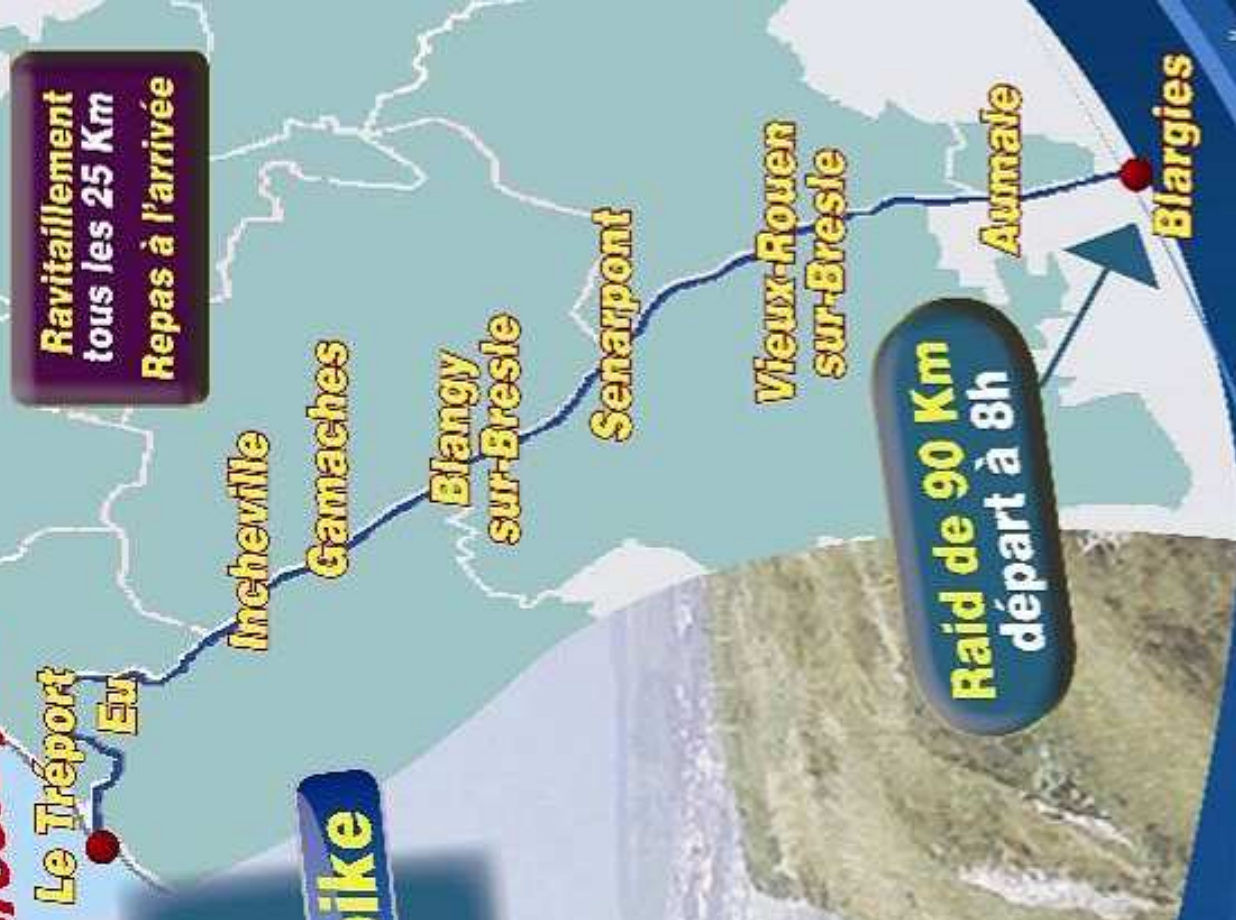 Ravitaillement
tous les 25 Km
Repas à l'arrivée
Le Tréport
Eu
Incheville
Gamaches
Blangy
sur-Bresle
Senarpont
Vieux-Rouen
sur-Bresle
Aumale
Blargies
Raid de 90 Km
départ à 8h